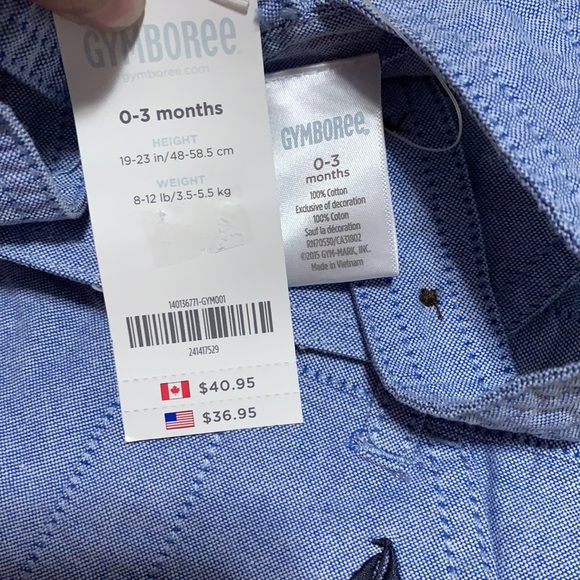 GYMBOREE
gymboree.com
0-3 months
HEIGHT
19-23 in/48-58.5 cm
WEIGHT
8-12 lb/3.5-5.5 kg
140136771-GYM001
241417529
$40.95
$36.95
GYMBOREE
0-3
months
100% Cotton
Exclusive of decoration
100% Coton
Sauf la décoration
RN70530/CA31802
©2015 GYM-MARK, INC.
Made in Vietnam